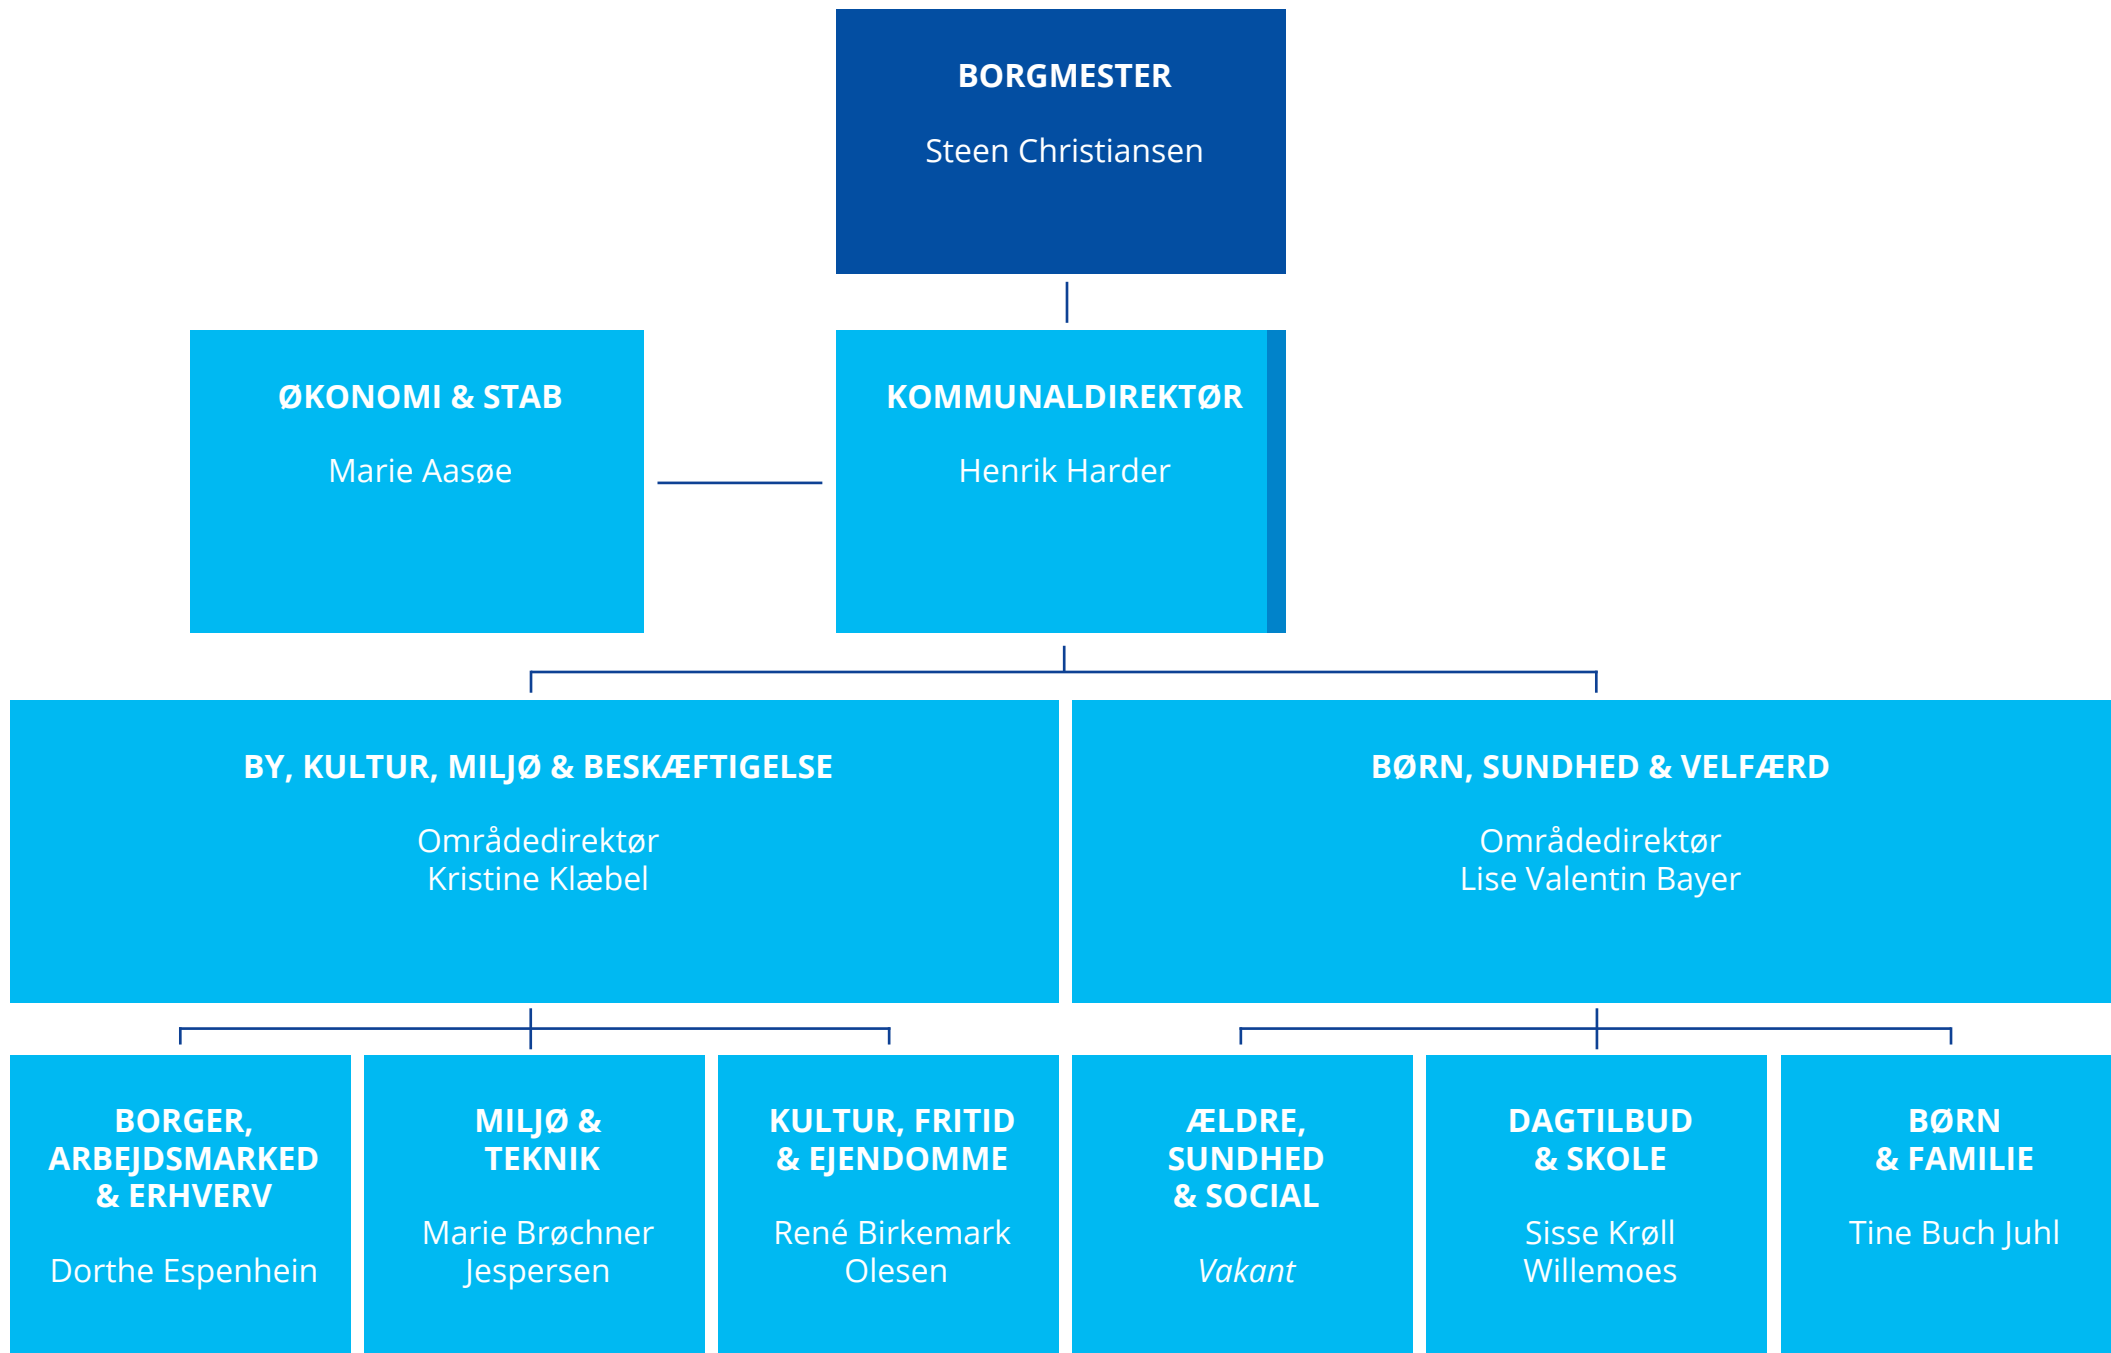 BORGMESTER
Steen Christiansen
ØKONOMI & STAB
Marie Aasøe
KOMMUNALDIREKTØR
Henrik Harder
BY, KULTUR, MILJØ & BESKÆFTIGELSE
Områdedirektør
Kristine Klæbel
BØRN, SUNDHED & VELFÆRD
Områdedirektør
Lise Valentin Bayer
BORGER,
ARBEJDSMARKED
& ERHVERV
Dorthe Espenhein
MILJØ &
TEKNIK
Marie Brøchner
Jespersen
KULTUR, FRITID
& EJENDOMME
René Birkemark
Olesen
ÆLDRE,
SUNDHED
& SOCIAL
Vakant
DAGTILBUD
& SKOLE
Sisse Krøll
Willemoes
BØRN
& FAMILIE
Tine Buch Juhl